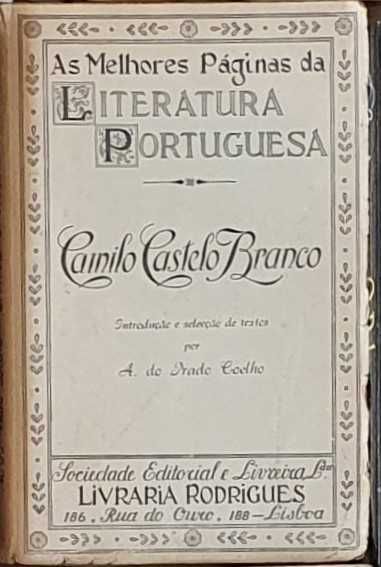 As Melhores Páginas da
LITERATURA
PORTUGUESA
Camilo Castelo Branco
Introdução e selecção de textos
por
A. do Prado Coelho
Sociedade Editorial e Livreira Lda
LIVRARIA RODRIGUES
186, Rua do Ouro, 188—Lisboa